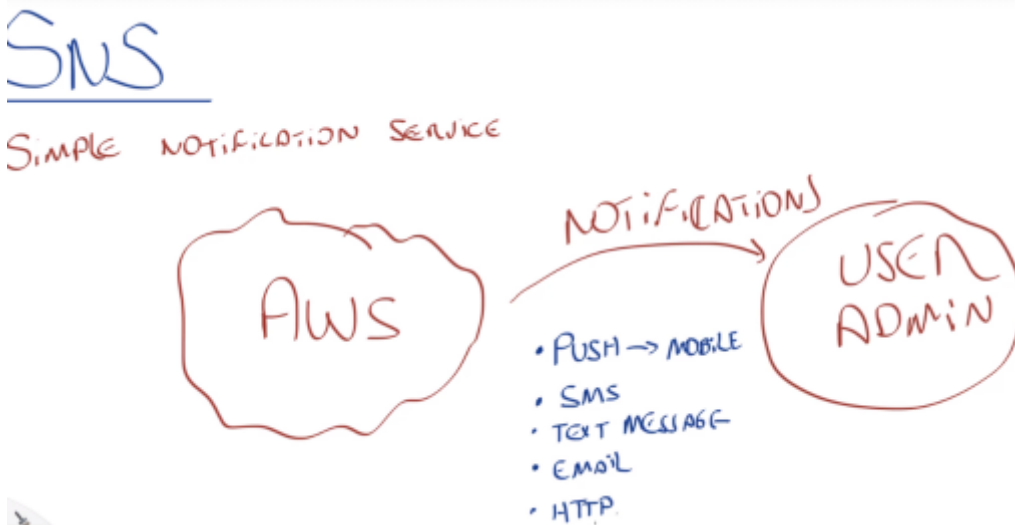 SNS
SIMPLE NOTIFICATION SERVICE
NOTIFICATIONS
AWS
USER
ADMIN
• PUSH → MOBILE
• SMS
• TEXT MESSAGE
• EMAIL
• HTTP